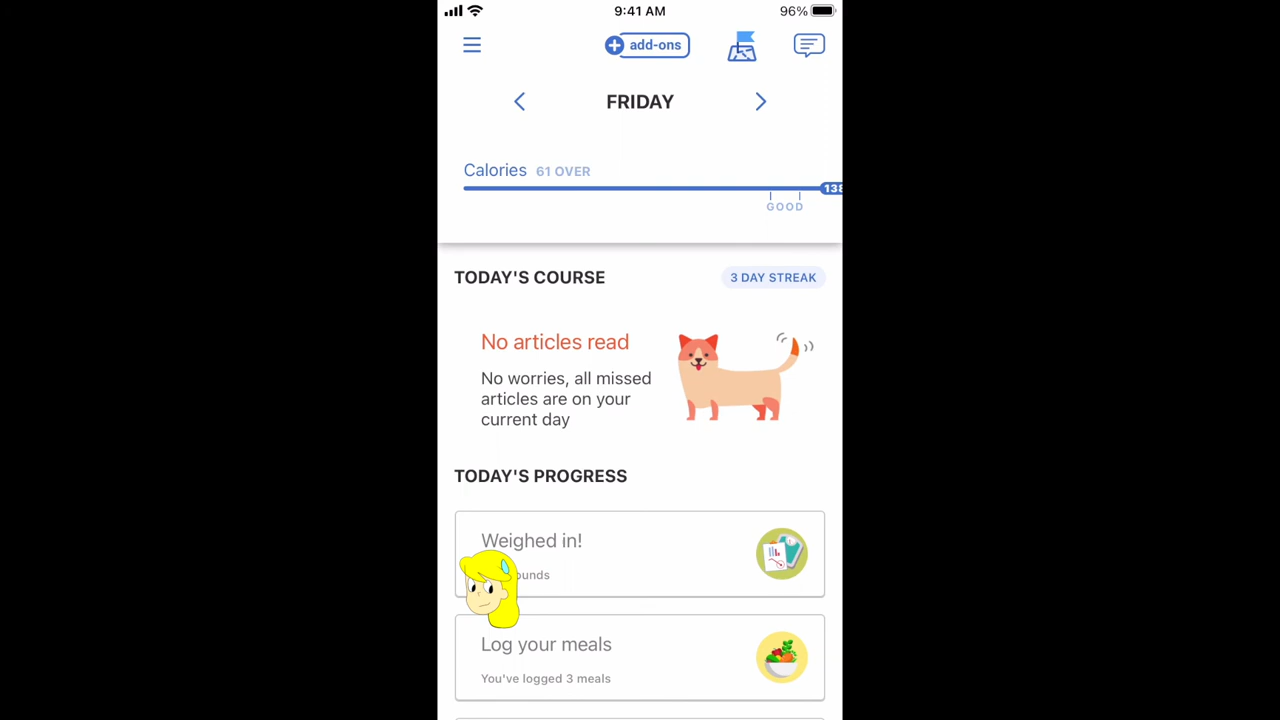 9:41 AM
96%
add-ons
FRIDAY
Calories 61 OVER
GOOD
TODAY'S COURSE
3 DAY STREAK
No articles read
No worries, all missed
articles are on your
current day
TODAY'S PROGRESS
Weighed in!
Log your meals
You've logged 3 meals